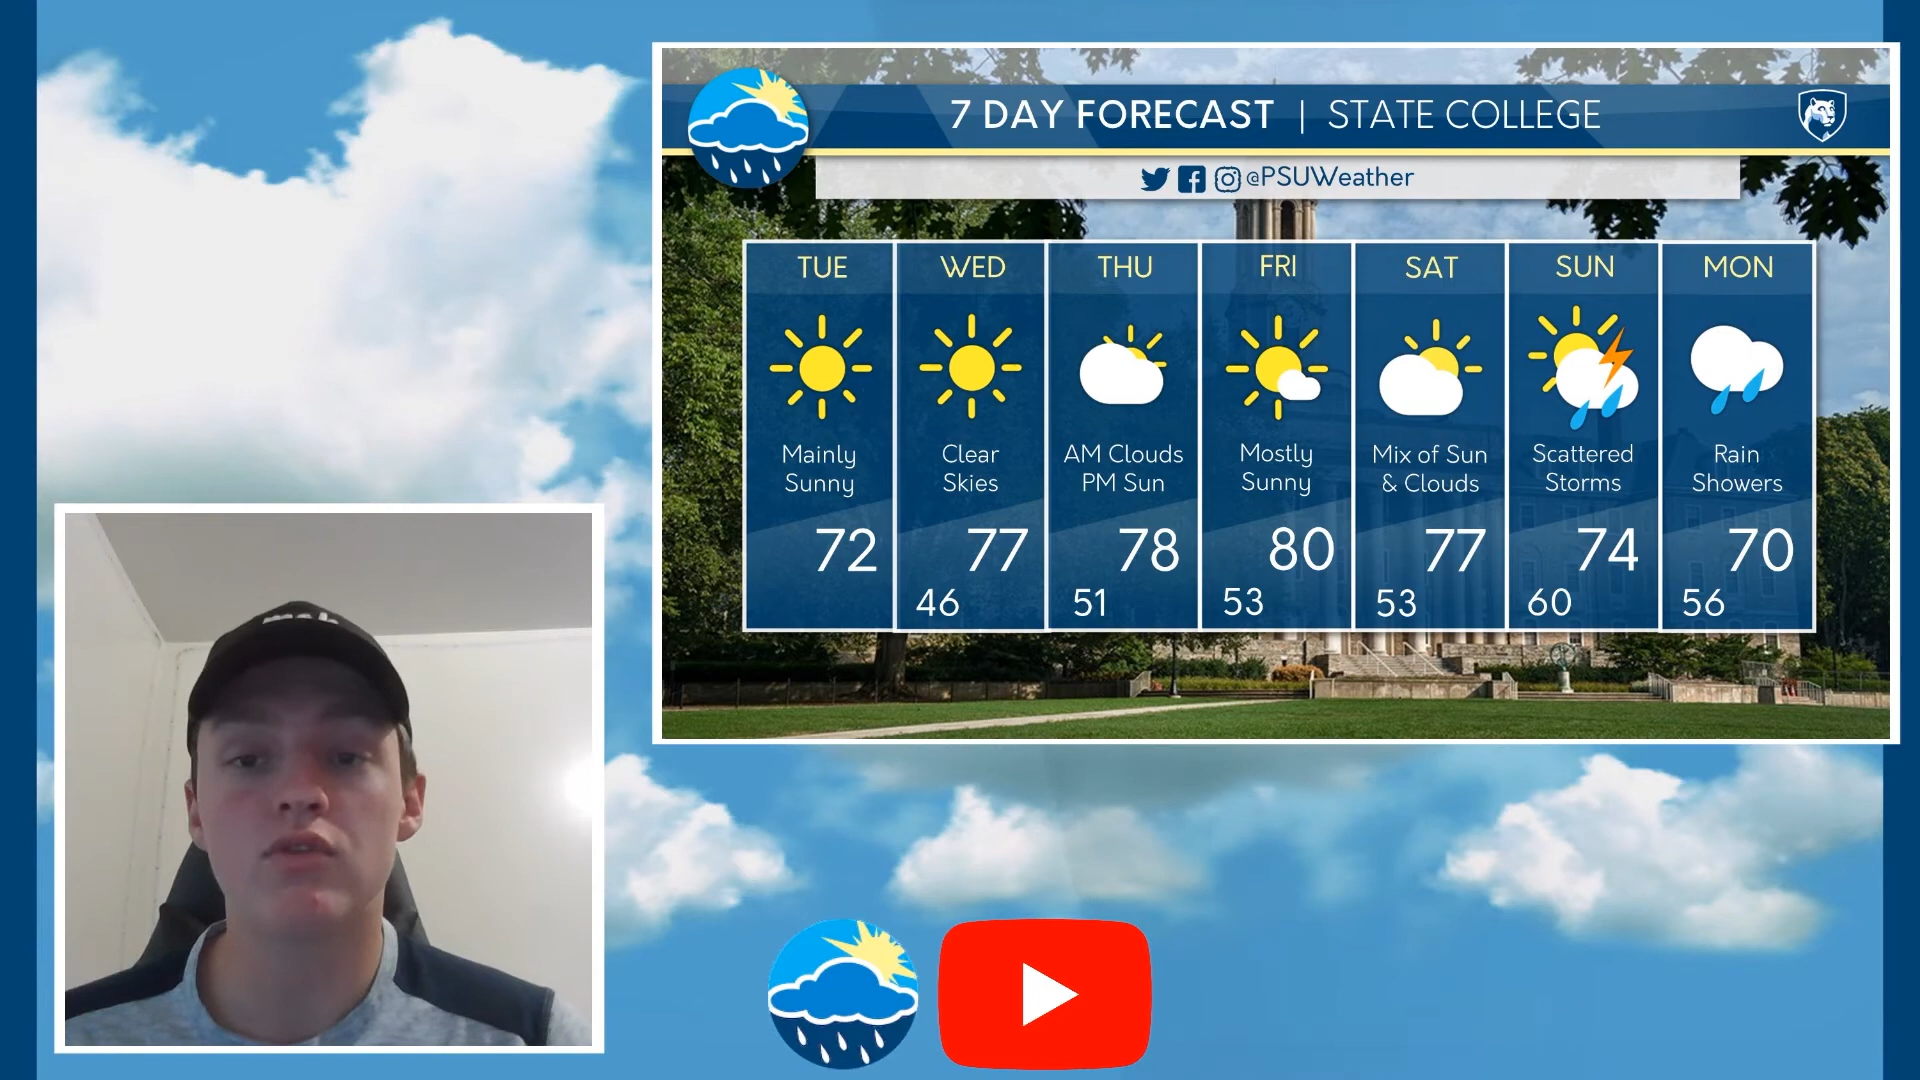 7 DAY FORECAST | STATE COLLEGE
@PSUWeather
TUE
Mainly
Sunny
72
WED
Clear
Skies
77
46
THU
AM Clouds
PM Sun
78
51
FRI
Mostly
Sunny
80
53
SAT
Mix of Sun
& Clouds
77
53
SUN
Scattered
Storms
74
60
MON
Rain
Showers
70
56